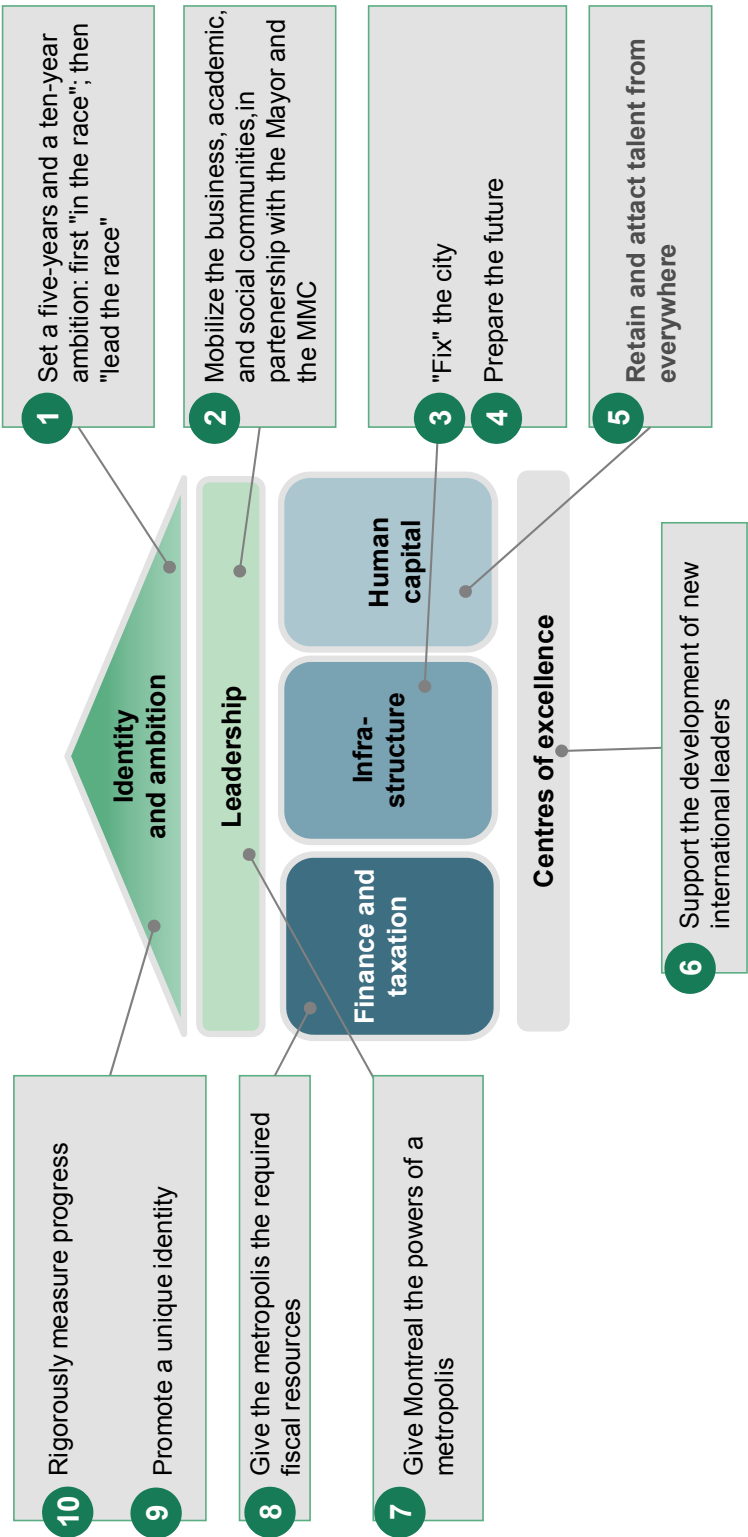 10
Rigorously measure progress
9
Promote a unique identity
8
Give the metropolis the required
fiscal resources
7
Give Montreal the powers of a
metropolis
Identity
and ambition
Leadership
Finance and
taxation
Infra-
structure
Human
capital
Centres of excellence
1
Set a five-years and a ten-year
ambition: first "in the race"; then
"lead the race"
2
Mobilize the business, academic,
and social communities,in
partenership with the Mayor and
the MMC
3
"Fix" the city
4
Prepare the future
5
Retain and attact talent from
everywhere
6
Support the development of new
international leaders